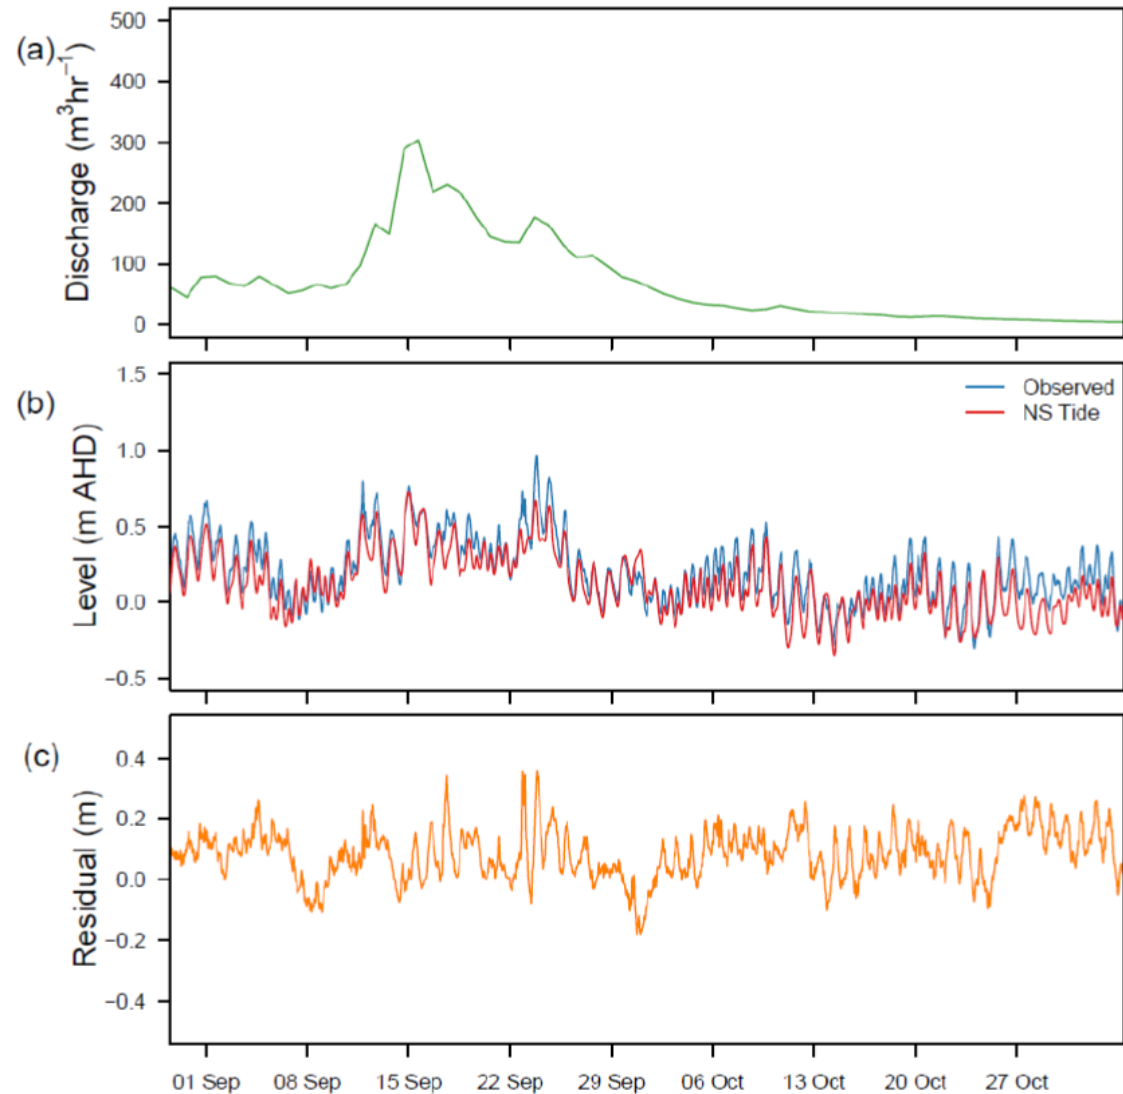 (a)
Discharge (m³hr⁻¹)
500
400
300
200
100
0
(b)
Level (m AHD)
1.5
1.0
0.5
0.0
−0.5
Observed
NS Tide
(c)
Residual (m)
0.4
0.2
0.0
−0.2
−0.4
01 Sep 08 Sep 15 Sep 22 Sep 29 Sep 06 Oct 13 Oct 20 Oct 27 Oct